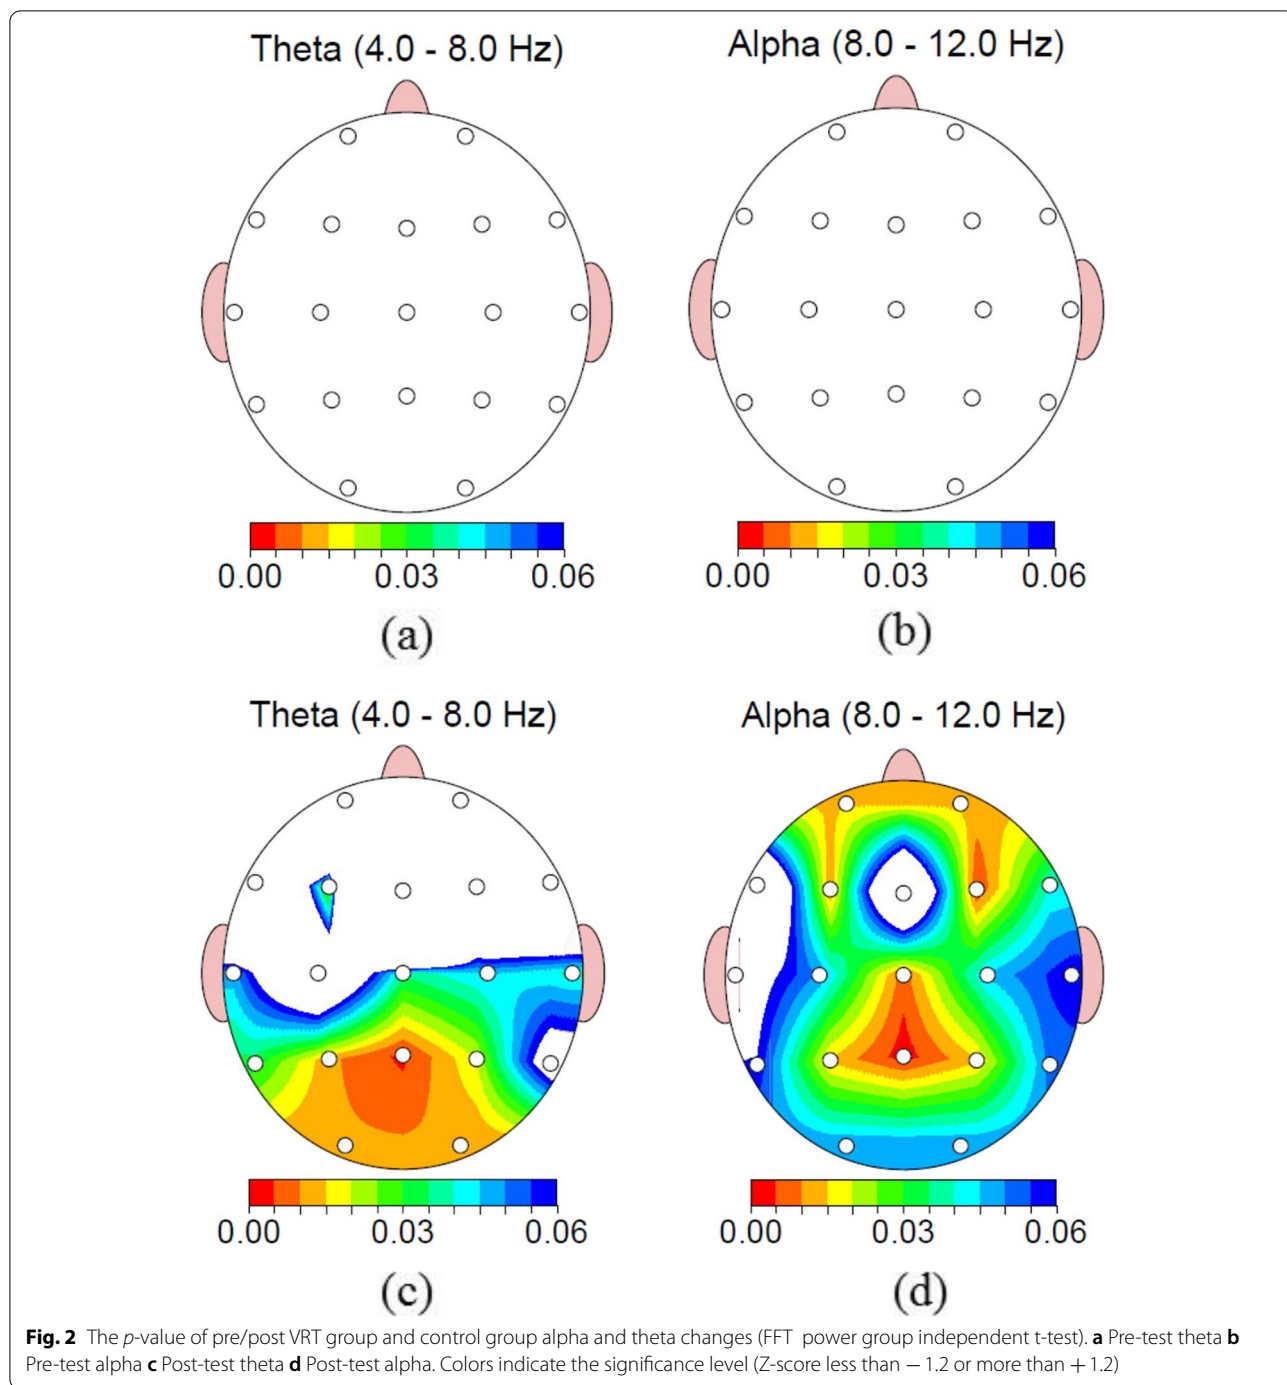 Theta (4.0 - 8.0 Hz)
Alpha (8.0 - 12.0 Hz)
0.00 0.03 0.06
0.00 0.03 0.06
(a)
(b)
Theta (4.0 - 8.0 Hz)
Alpha (8.0 - 12.0 Hz)
0.00 0.03 0.06
0.00 0.03 0.06
(c)
(d)
Fig. 2 The p-value of pre/post VRT group and control group alpha and theta changes (FFT power group independent t-test). a Pre-test theta b
Pre-test alpha c Post-test theta d Post-test alpha. Colors indicate the significance level (Z-score less than − 1.2 or more than + 1.2)